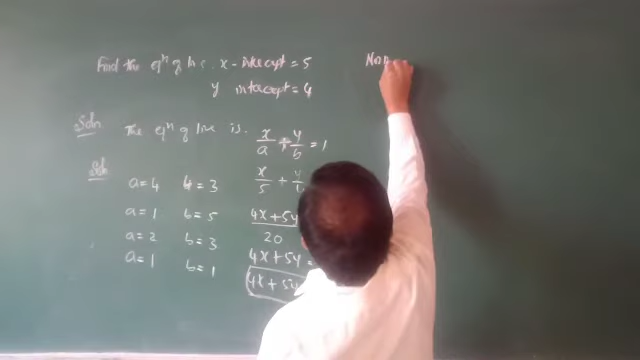 Find the eqn of line. x-intercept = 5
y intercept = 4
Soln The eqn of line is. x/a + y/b = 1
Soln
x/5 + y/
a=4 b=3
4x+5y
20
a=1 b=5
a=2 b=3
4x+5y =
a=1 b=1
4x+5y
Nor